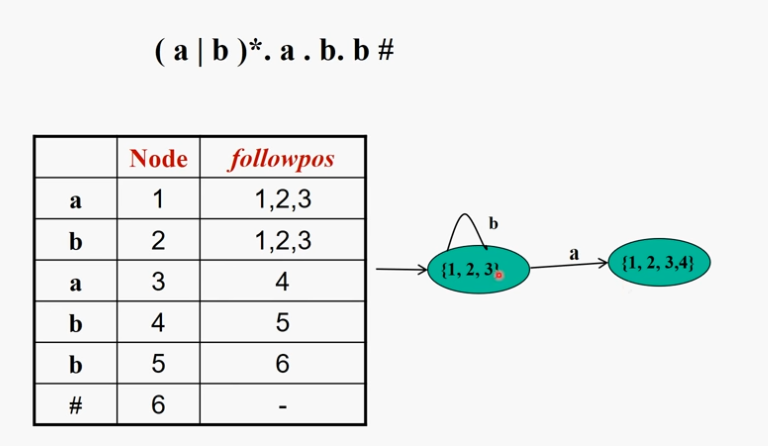 ( a | b )*. a . b. b #
Node followpos
a 1 1,2,3
b 2 1,2,3
a 3 4
b 4 5
b 5 6
# 6 -
b
a
{1, 2, 3}
{1, 2, 3,4}